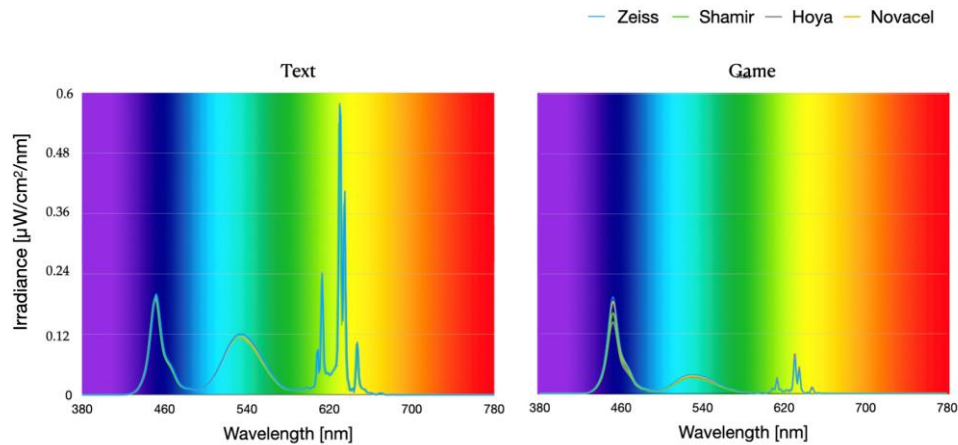 Zeiss Shamir Hoya Novacel
Text
Game
Irradiance [µW/cm²/nm]
0.6
0.48
0.36
0.24
0.12
0
380 460 540 620 700 780
Wavelength [nm]
380 460 540 620 700 780
Wavelength [nm]